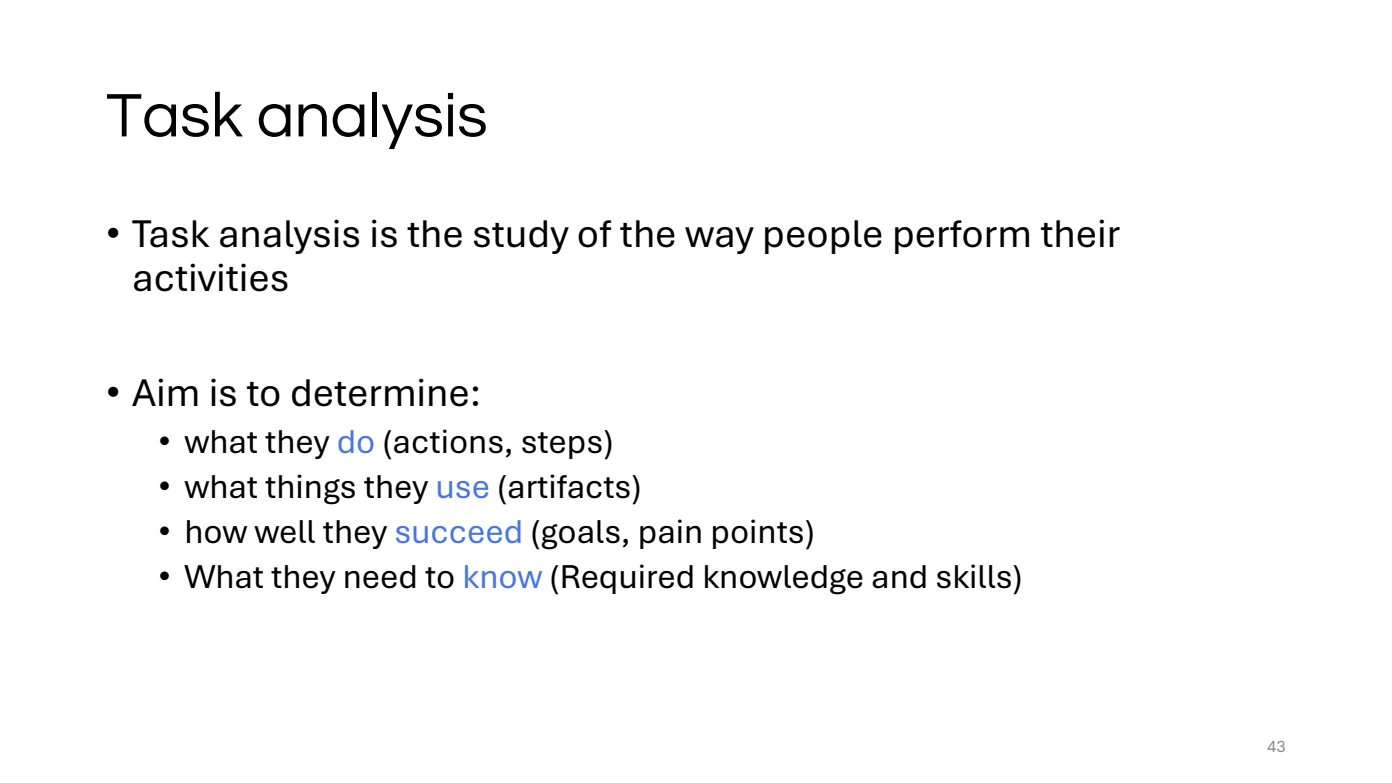 Task analysis
• Task analysis is the study of the way people perform their
activities
• Aim is to determine:
• what they do (actions, steps)
• what things they use (artifacts)
• how well they succeed (goals, pain points)
• What they need to know (Required knowledge and skills)
43